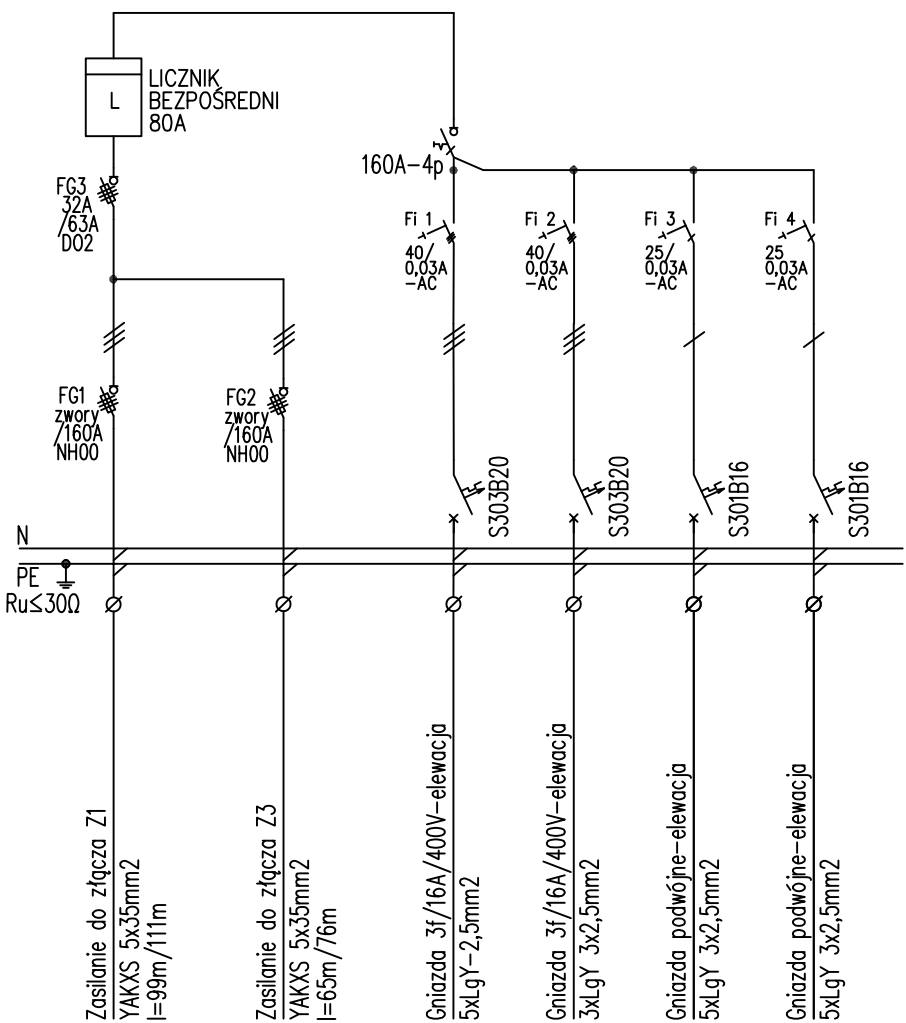 L
LICZNIK
BEZPOŚREDNI
80A
160A-4p
FG3
32A
/63A
D02
Fi 1
40/
0,03A
-AC
Fi 2
40/
0,03A
-AC
Fi 3
25/
0,03A
-AC
Fi 4
25
0,03A
-AC
FG1
zwory
/160A
NH00
FG2
zwory
/160A
NH00
S303B20
S303B20
S301B16
S301B16
N
PE
Ru≤30Ω
Zasilanie do złącza Z1
YAKXS 5x35mm2
l=99m/111m
Zasilanie do złącza Z3
YAKXS 5x35mm2
l=65m/76m
Gniazda 3f/16A/400V-elewacja
5xLgY-2,5mm2
Gniazda 3f/16A/400V-elewacja
3xLgY 3x2,5mm2
Gniazda podwójne-elewacja
5xLgY 3x2,5mm2
Gniazda podwójne-elewacja
5xLgY 3x2,5mm2